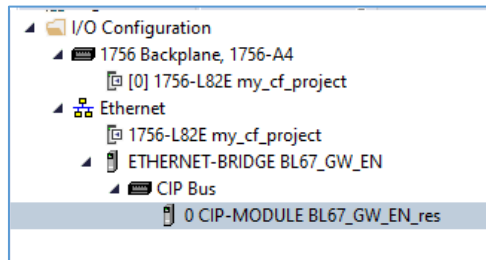 I/O Configuration
1756 Backplane, 1756-A4
[0] 1756-L82E my_cf_project
Ethernet
1756-L82E my_cf_project
ETHERNET-BRIDGE BL67_GW_EN
CIP Bus
0 CIP-MODULE BL67_GW_EN_res